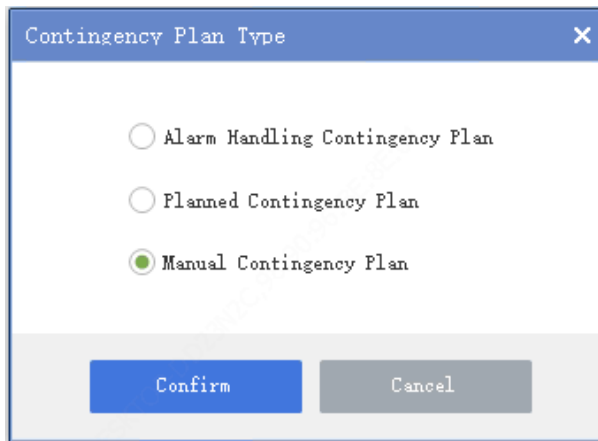 Contingency Plan Type
Alarm Handling Contingency Plan
Planned Contingency Plan
Manual Contingency Plan
Confirm Cancel